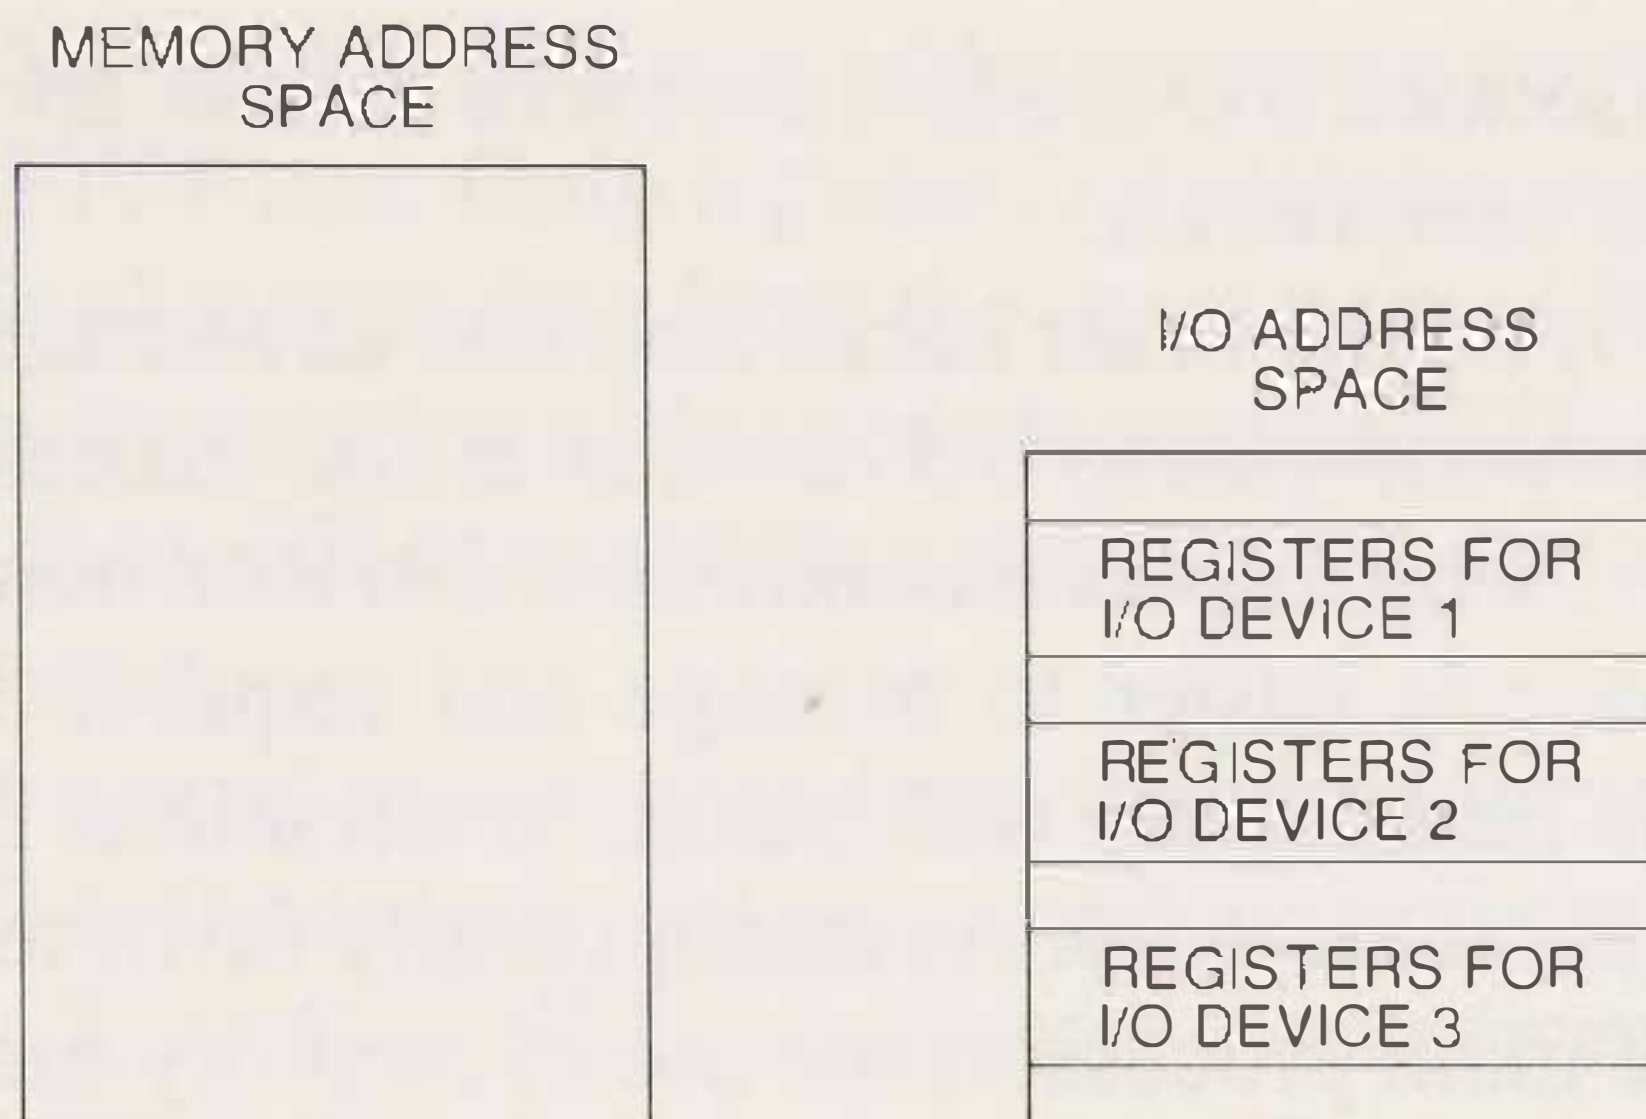 MEMORY ADDRESS
SPACE
I/O ADDRESS
SPACE
REGISTERS FOR
I/O DEVICE 1
REGISTERS FOR
I/O DEVICE 2
REGISTERS FOR
I/O DEVICE 3